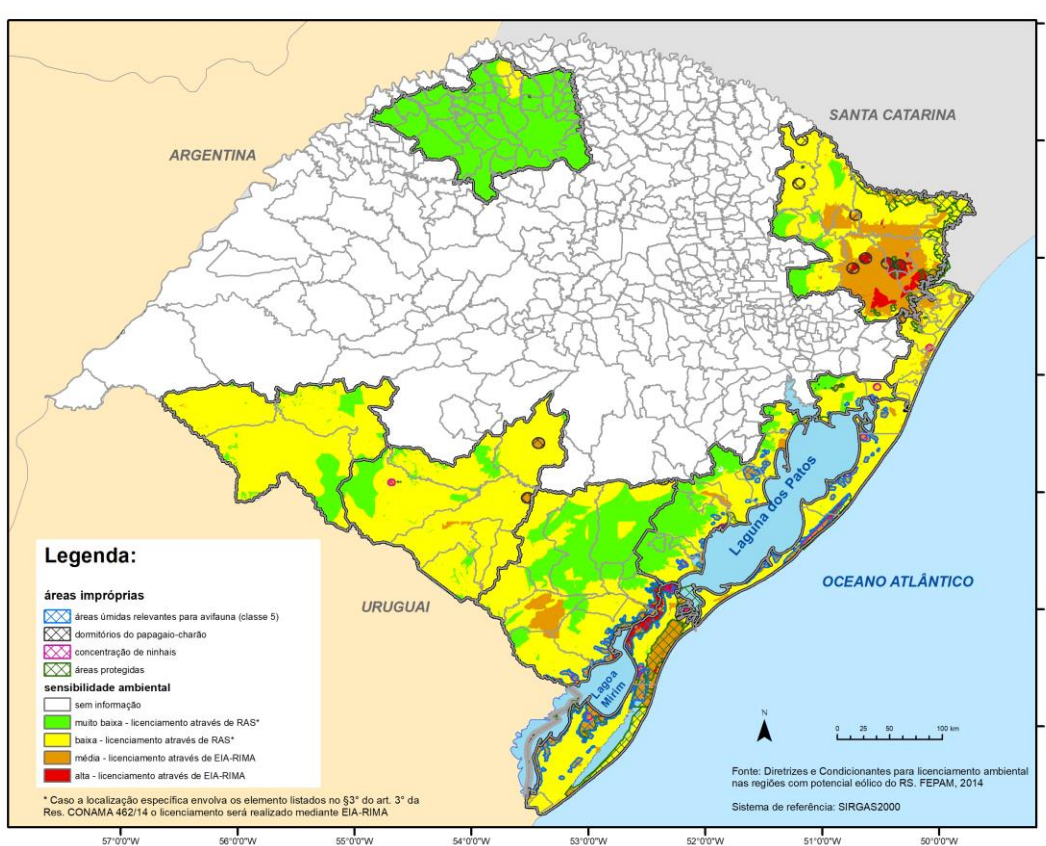 SANTA CATARINA
ARGENTINA
Laguna dos Patos
OCEANO ATLÂNTICO
URUGUAI
Lagoa
Mirim
Legenda:
áreas impróprias
áreas úmidas relevantes para avifauna (classe 5)
dormitórios do papagaio-charão
concentração de ninhais
áreas protegidas
sensibilidade ambiental
sem informação
muito baixa - licenciamento através de RAS*
baixa - licenciamento através de RAS*
média - licenciamento através de EIA-RIMA
alta - licenciamento através de EIA-RIMA
* Caso a localização específica envolva os elemento listados no §3° do art. 3° da
Res. CONAMA 462/14 o licenciamento será realizado mediante EIA-RIMA
N
0 25 50 100 km
Fonte: Diretrizes e Condicionantes para licenciamento ambiental
nas regiões com potencial eólico do RS. FEPAM, 2014
Sistema de referência: SIRGAS2000
57°0'0"W 56°0'0"W 55°0'0"W 54°0'0"W 53°0'0"W 52°0'0"W 51°0'0"W 50°0'0"W